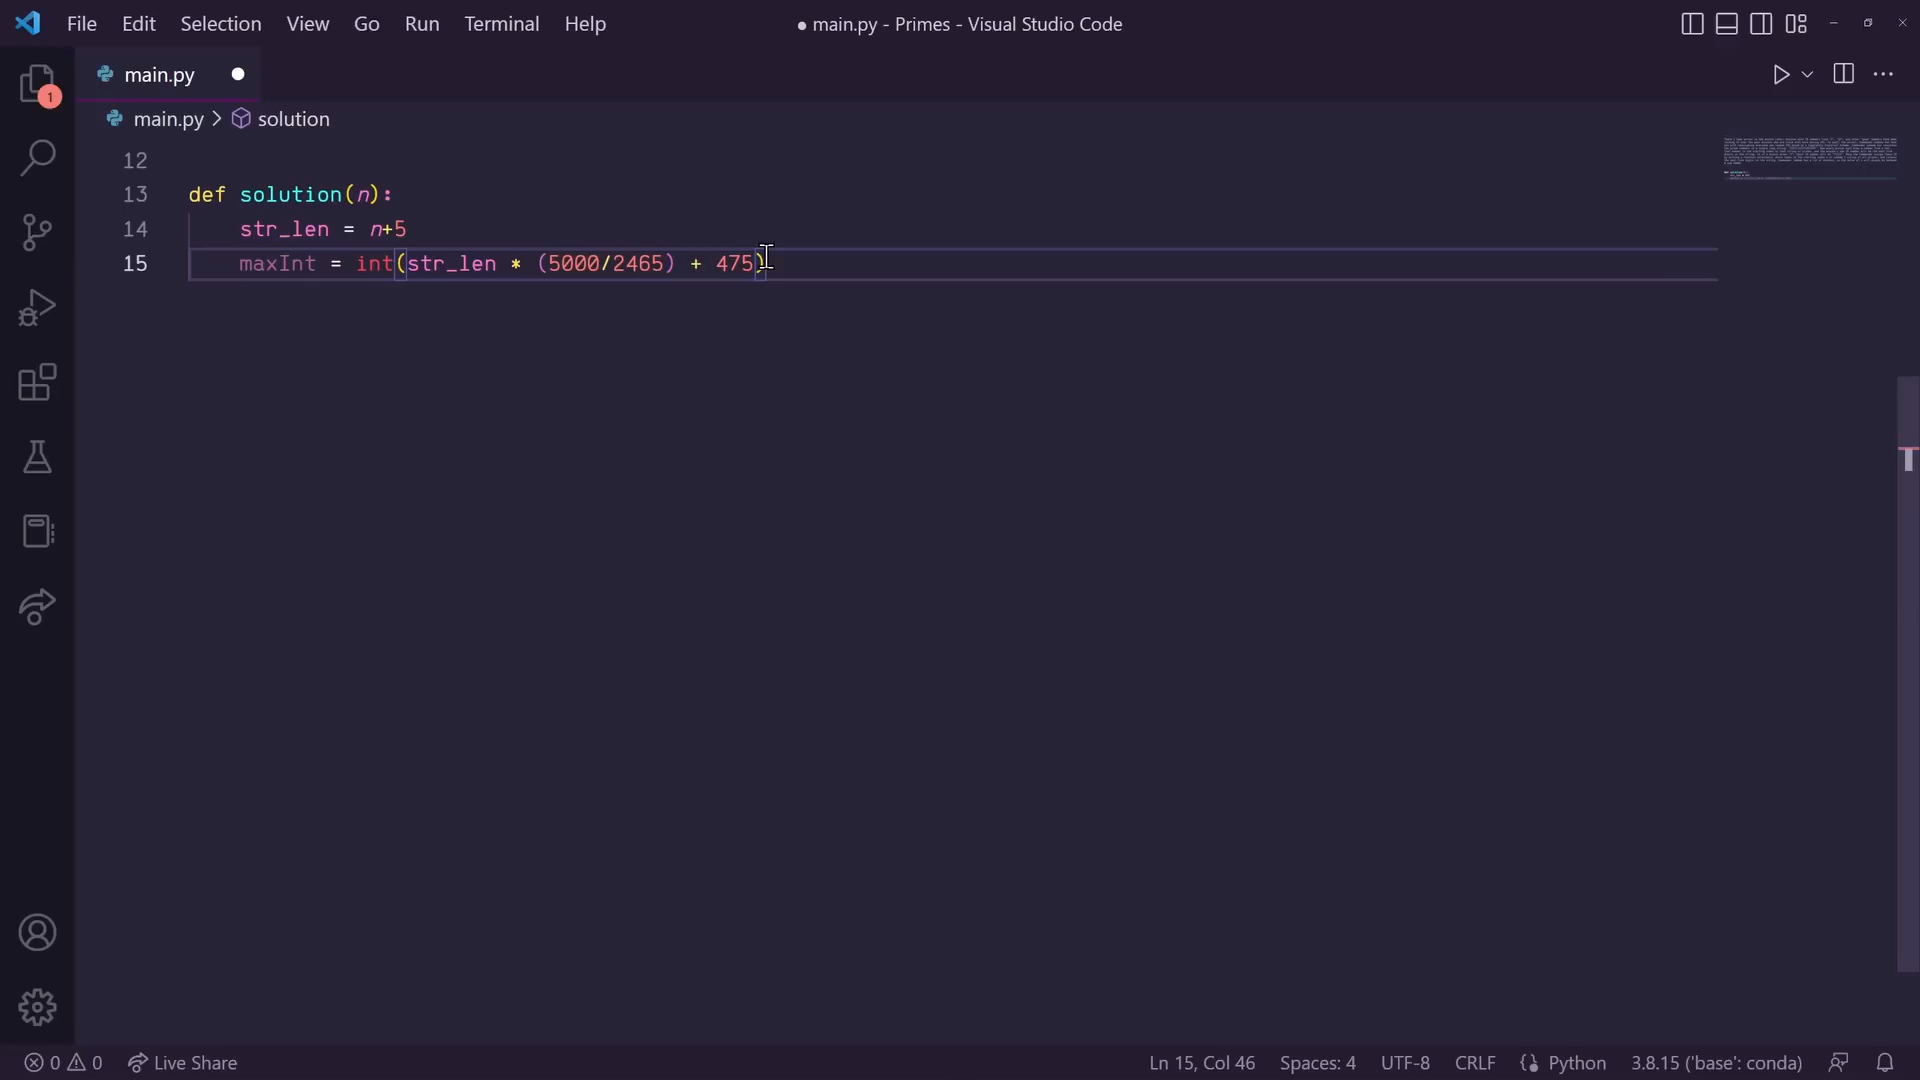 File Edit Selection View Go Run Terminal Help
● main.py - Primes - Visual Studio Code
main.py
1
main.py > solution
12
13 def solution(n):
14 str_len = n+5
15 maxInt = int(str_len * (5000/2465) + 475)
0 0 Live Share
Ln 15, Col 46 Spaces: 4 UTF-8 CRLF Python 3.8.15 ('base': conda)